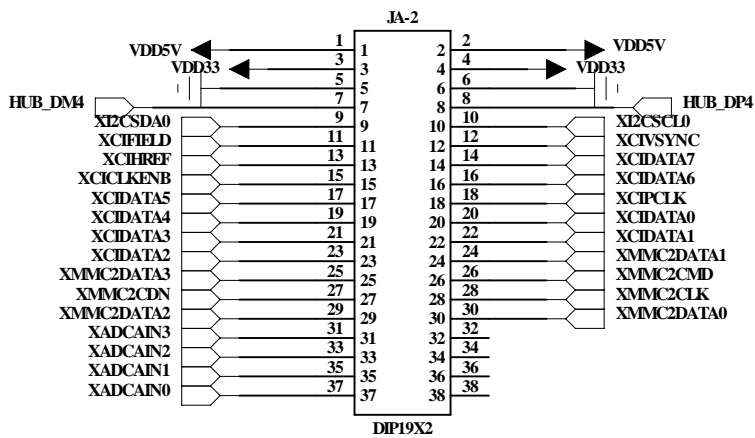 JA-2
VDD5V 1 1 2 2 VDD5V
VDD33 3 3 4 4 VDD33
5 5 6 6
HUB_DM4 7 7 8 8 HUB_DP4
XI2CSDA0 9 9 10 10 XI2CSCL0
XCIFIELD 11 11 12 12 XCIVSYNC
XCIHREF 13 13 14 14 XCIDATA7
XCICLKENB 15 15 16 16 XCIDATA6
XCIDATA5 17 17 18 18 XCIPCLK
XCIDATA4 19 19 20 20 XCIDATA0
XCIDATA3 21 21 22 22 XCIDATA1
XCIDATA2 23 23 24 24 XMMC2DATA1
XMMC2DATA3 25 25 26 26 XMMC2CMD
XMMC2CDN 27 27 28 28 XMMC2CLK
XMMC2DATA2 29 29 30 30 XMMC2DATA0
XADCAIN3 31 31 32 32
XADCAIN2 33 33 34 34
XADCAIN1 35 35 36 36
XADCAIN0 37 37 38 38
DIP19X2